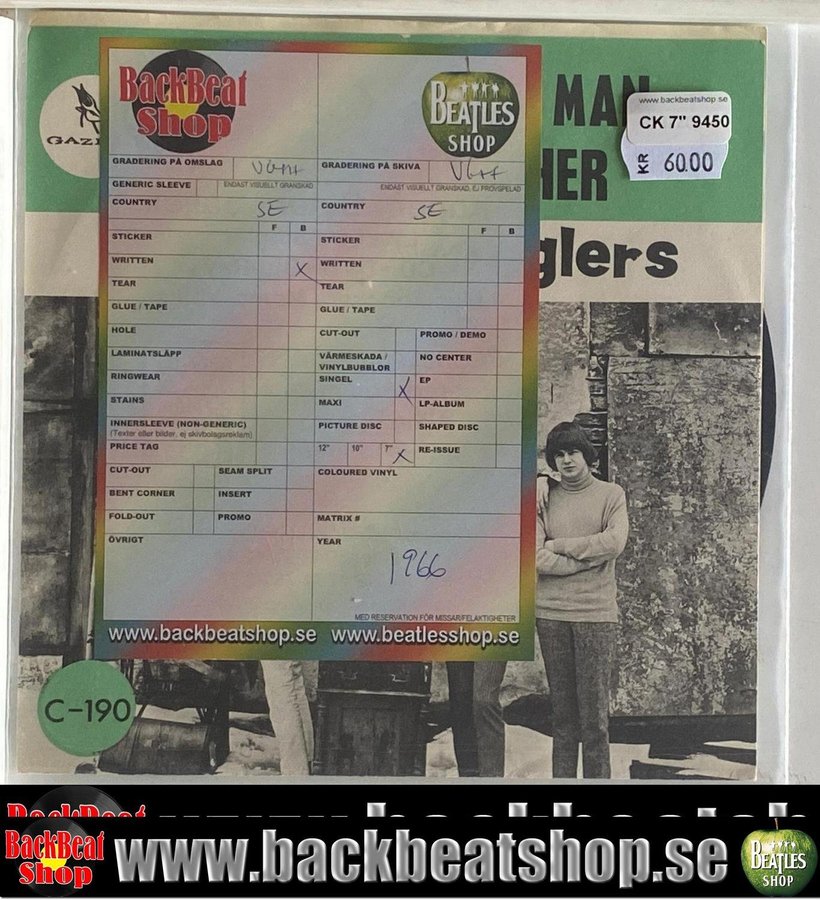 GAZ
MAN
HER
glers
www.backbeatshop.se
CK 7" 9450
KR 60.00
BackBeat
Shop
BEATLES
SHOP
GRADERING PÅ OMSLAG VG++
GRADERING PÅ SKIVA VG++
GENERIC SLEEVE ENDAST VISUELLT GRANSKAD
ENDAST VISUELLT GRANSKAD, EJ PROVSPELAD
COUNTRY SE
F B
STICKER
WRITTEN X
TEAR
GLUE / TAPE
HOLE
LAMINATSLÄPP
RINGWEAR
STAINS
INNERSLEEVE (NON-GENERIC)
(Texter eller bilder, ej skivbolagsreklam)
PRICE TAG
CUT-OUT SEAM SPLIT
BENT CORNER INSERT
FOLD-OUT PROMO
ÖVRIGT
COUNTRY SE
F B
STICKER
WRITTEN
TEAR
GLUE / TAPE
CUT-OUT PROMO / DEMO
VÄRMESKADA / NO CENTER
VINYLBUBBLOR
SINGEL X EP
MAXI LP-ALBUM
PICTURE DISC SHAPED DISC
12" 10" 7" X RE-ISSUE
COLOURED VINYL
MATRIX #
YEAR
1966
MED RESERVATION FÖR MISSAR/FELAKTIGHETER
www.backbeatshop.se www.beatlesshop.se
C-190
BackBeat
Shop
www.backbeatshop.se
BEATLES
SHOP